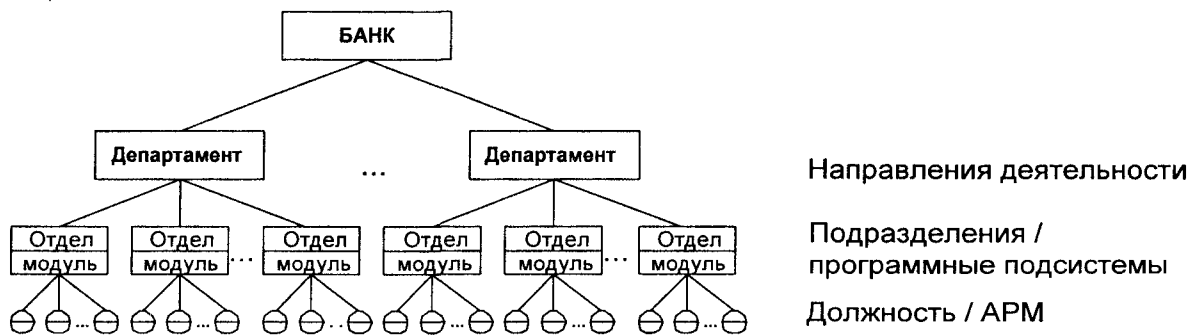 БАНК
Департамент ... Департамент
Направления деятельности
Отдел Отдел Отдел Отдел Отдел Отдел
модуль модуль ... модуль модуль модуль ... модуль
Подразделения /
программные подсистемы
... ... ... ... ... ...
Должность / АРМ